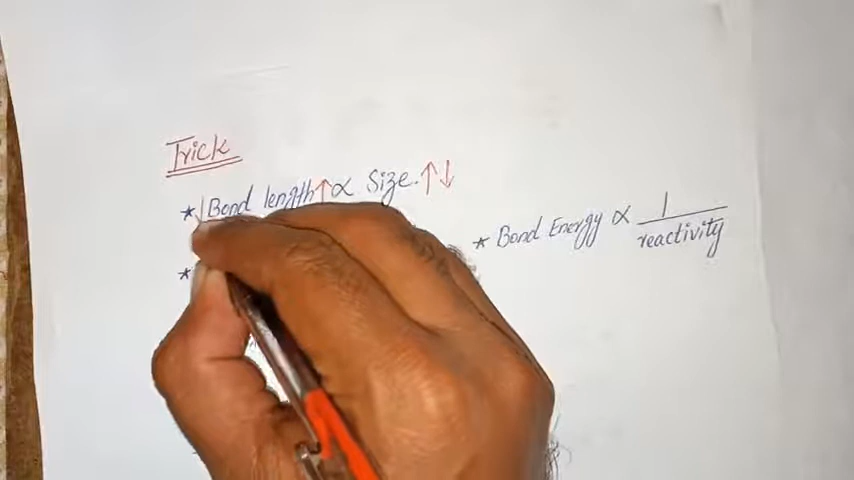 Trick
* ↓ Bond length ↑ ∝ Size. ↑↓
* Bond Energy ∝ 1/reactivity
*